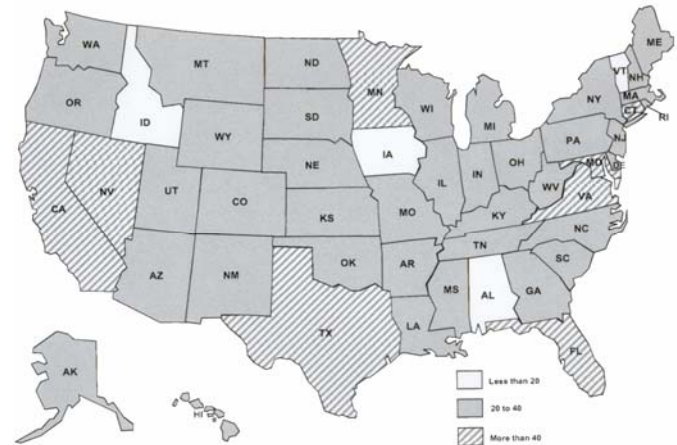 WA
MT
ND
MN
ME
VT
NH
OR
ID
SD
WI
NY
MA
CT
RI
WY
MI
IA
PA
NJ
NE
NV
IL
IN
OH
MO
DE
CA
UT
CO
WV
VA
KS
MO
KY
NC
TN
AZ
NM
OK
AR
SC
MS
AL
GA
TX
LA
FL
AK
HI
Less than 20
20 to 40
More than 40